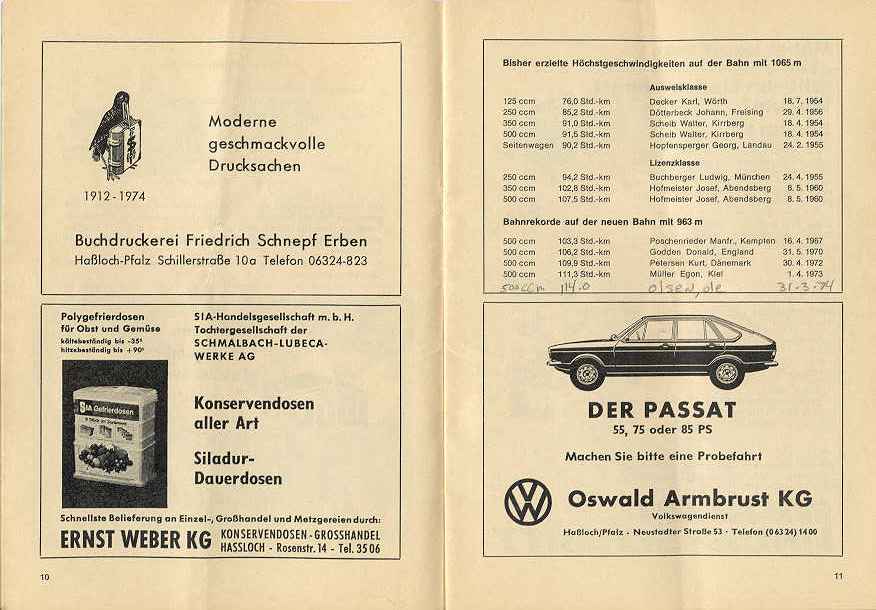 1912-1974
Moderne
geschmackvolle
Drucksachen
Buchdruckerei Friedrich Schnepf Erben
Haßloch-Pfalz Schillerstraße 10a Telefon 06324-823
Polygefrierdosen
für Obst und Gemüse
kältebeständig bis -35°
hitzebeständig bis +90°
SIA Gefrierdosen
SIA-Handelsgesellschaft m. b. H.
Tochtergesellschaft der
SCHMALBACH-LUBECA-
WERKE AG
Konservendosen
aller Art
Siladur-
Dauerdosen
Schnellste Belieferung an Einzel-, Großhandel und Metzgereien durch:
ERNST WEBER KG KONSERVENDOSEN-GROSSHANDEL
HASSLOCH - Rosenstr. 14 - Tel. 35 06
10
Bisher erzielte Höchstgeschwindigkeiten auf der Bahn mit 1065 m
Ausweisklasse
125 ccm 76,0 Std.-km Decker Karl, Wörth 18. 7. 1954
250 ccm 85,2 Std.-km Dötterbeck Johann, Freising 29. 4. 1956
350 ccm 91,0 Std.-km Scheib Walter, Kirrberg 18. 4. 1954
500 ccm 91,5 Std.-km Scheib Walter, Kirrberg 18. 4. 1954
Seitenwagen 90,2 Std.-km Hopfensperger Georg, Landau 24. 2. 1955
Lizenzklasse
250 ccm 94,2 Std.-km Buchberger Ludwig, München 24. 4. 1955
350 ccm 102,8 Std.-km Hofmeister Josef, Abendsberg 8. 5. 1960
500 ccm 107,5 Std.-km Hofmeister Josef, Abendsberg 8. 5. 1960
Bahnrekorde auf der neuen Bahn mit 963 m
500 ccm 103,3 Std.-km Poschenrieder Manfr., Kempten 16. 4. 1967
500 ccm 106,2 Std.-km Godden Donald, England 31. 5. 1970
500 ccm 109,9 Std.-km Petersen Kurt, Dänemark 30. 4. 1972
500 ccm 111,3 Std.-km Müller Egon, Kiel 1. 4. 1973
500ccm 114.0 olsen, ole 31-3-74
DER PASSAT
55, 75 oder 85 PS
Machen Sie bitte eine Probefahrt
Oswald Armbrust KG
Volkswagendienst
Haßloch/Pfalz - Neustadter Straße 53 - Telefon (0 63 24) 14 00
11